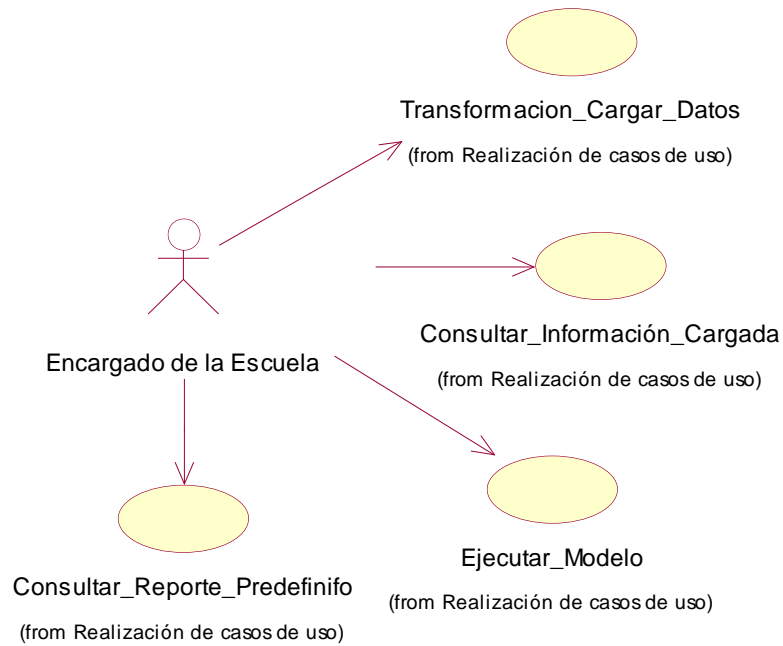 Transformacion_Cargar_Datos
(from Realización de casos de uso)
Consultar_Información_Cargada
(from Realización de casos de uso)
Encargado de la Escuela
Ejecutar_Modelo
(from Realización de casos de uso)
Consultar_Reporte_Predefinifo
(from Realización de casos de uso)